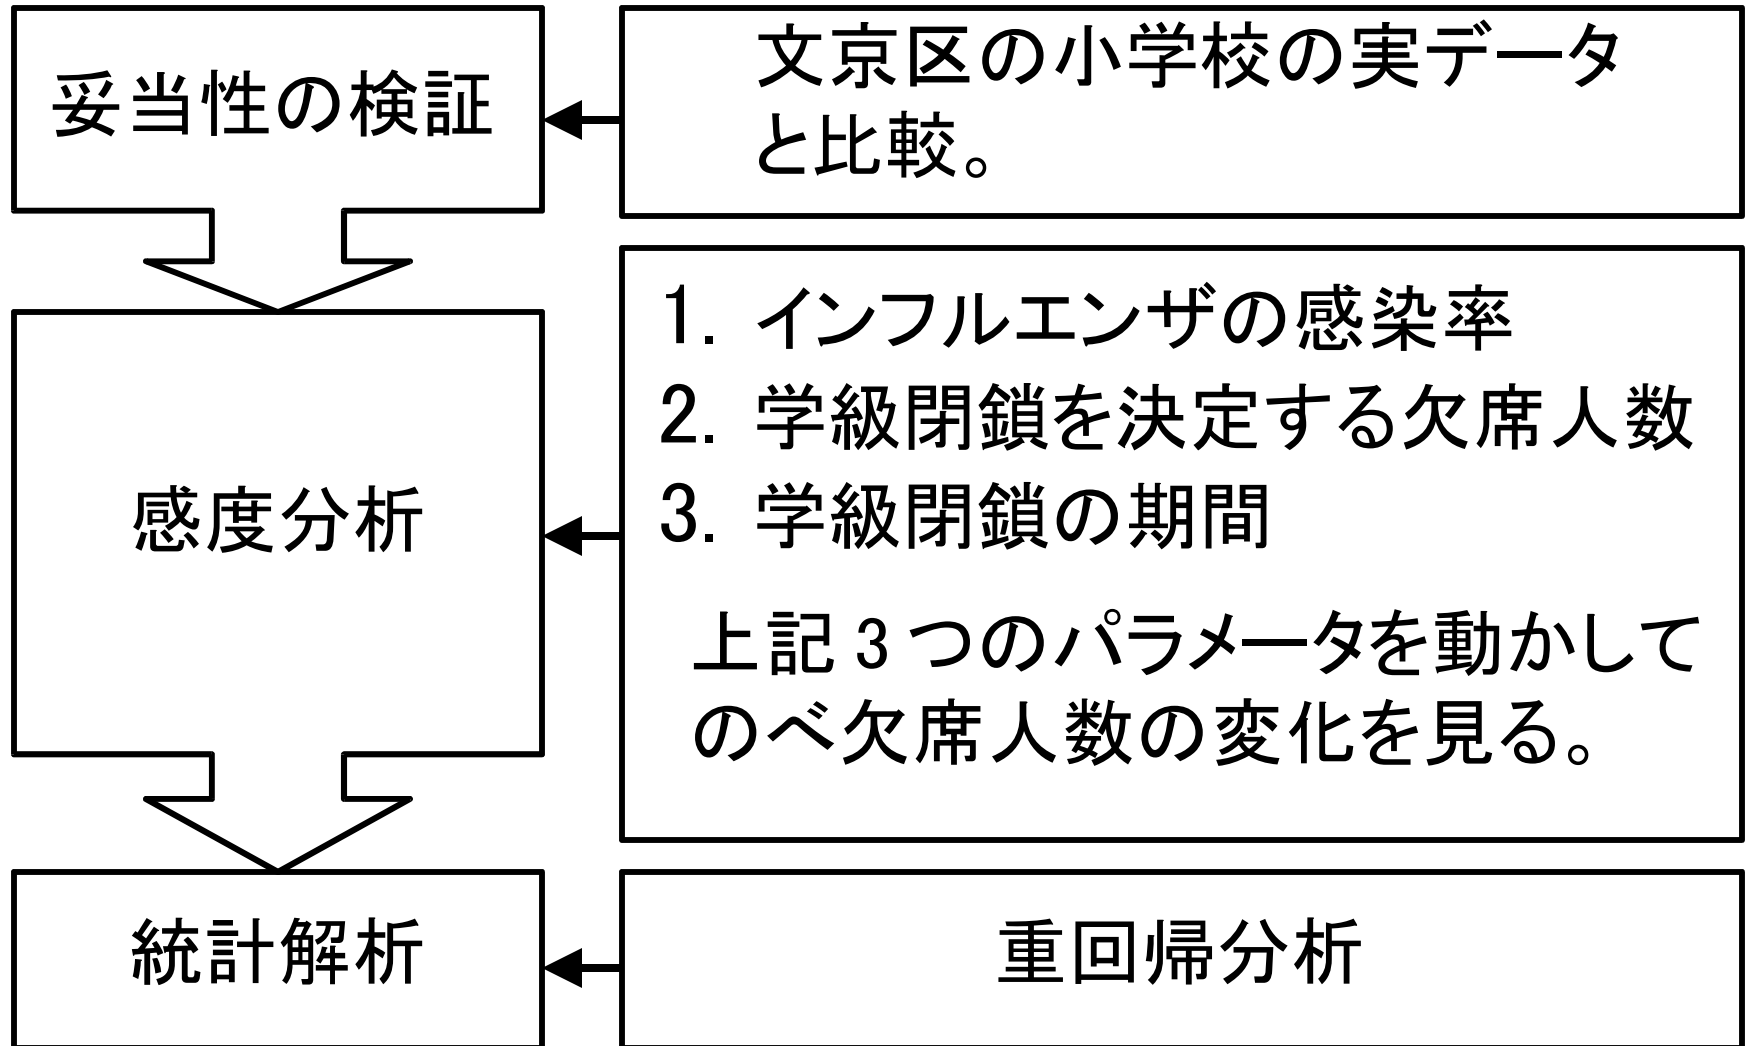 妥当性の検証
文京区の小学校の実データ
と比較。
感度分析
1. インフルエンザの感染率
2. 学級閉鎖を決定する欠席人数
3. 学級閉鎖の期間
上記３つのパラメータを動かして
のべ欠席人数の変化を見る。
統計解析
重回帰分析